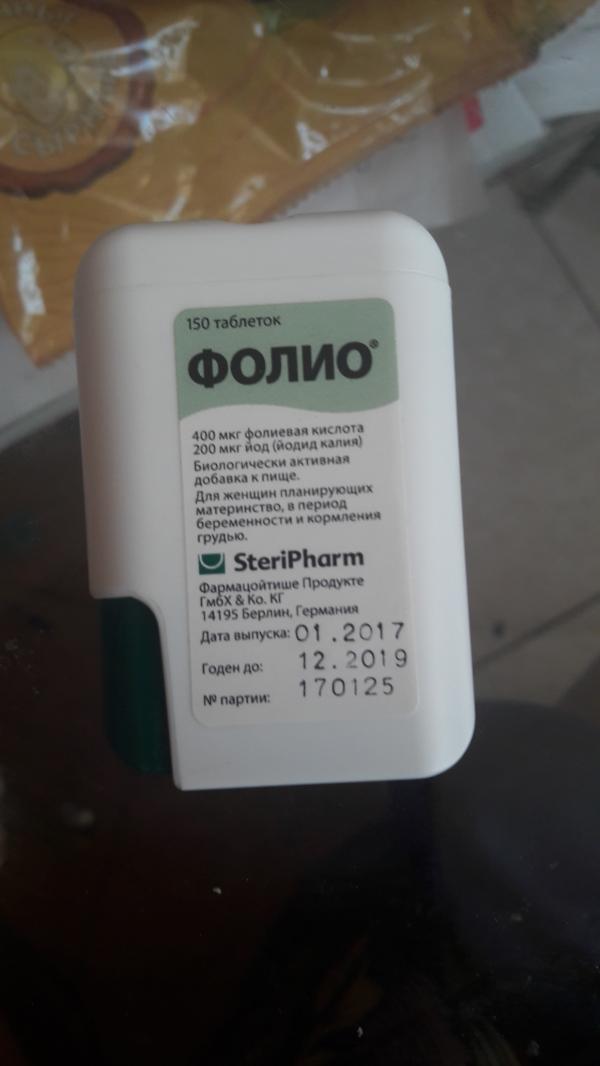 150 таблеток
ФОЛИО®
400 мкг фолиевая кислота
200 мкг йод (йодид калия)
Биологически активная
добавка к пище.
Для женщин планирующих
материнство, в период
беременности и кормления
грудью.
SteriPharm
Фармацойтише Продукте
ГмбХ & Ко. КГ
14195 Берлин, Германия
Дата выпуска: 01.2017
Годен до: 12.2019
№ партии: 170125